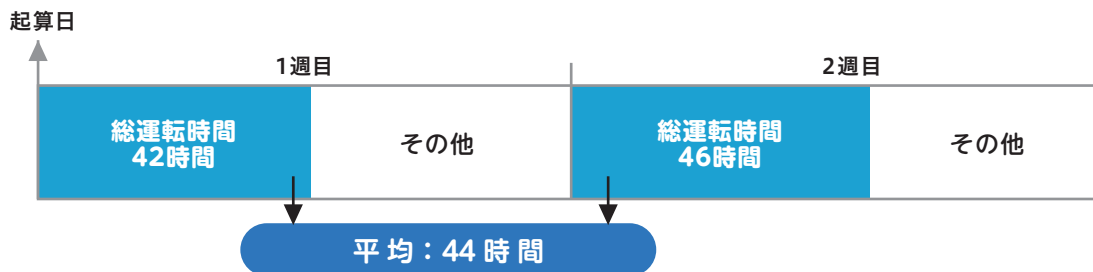 起算日
1週目
2週目
総運転時間
42時間
その他
総運転時間
46時間
その他
平均：44時間